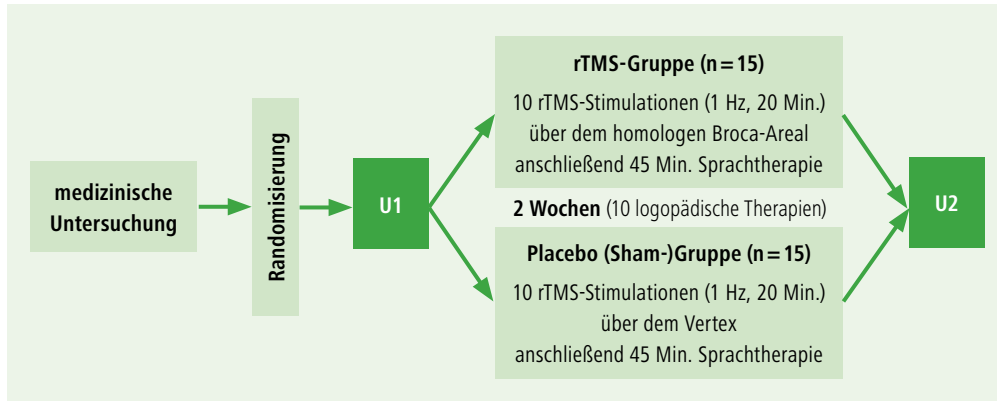 medizinische
Untersuchung
Randomisierung
U1
rTMS-Gruppe (n = 15)
10 rTMS-Stimulationen (1 Hz, 20 Min.)
über dem homologen Broca-Areal
anschließend 45 Min. Sprachtherapie
2 Wochen (10 logopädische Therapien)
Placebo (Sham-)Gruppe (n = 15)
10 rTMS-Stimulationen (1 Hz, 20 Min.)
über dem Vertex
anschließend 45 Min. Sprachtherapie
U2